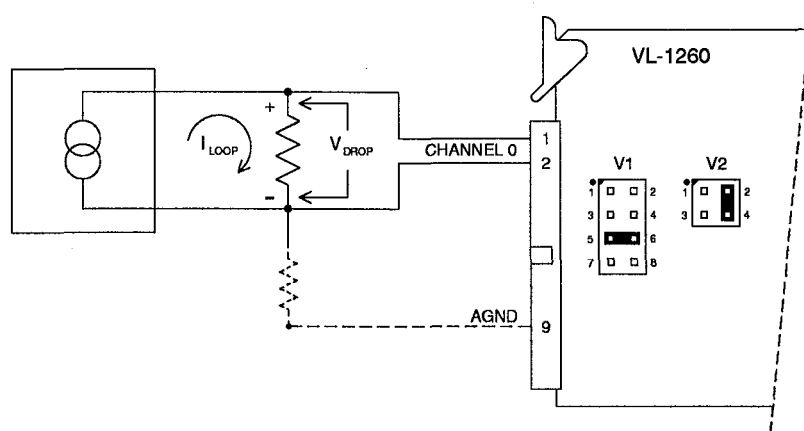 VL-1260
+
I LOOP
V DROP
−
CHANNEL 0
1
2
V1
1 2
3 4
5 6
7 8
V2
1 2
3 4
AGND
9